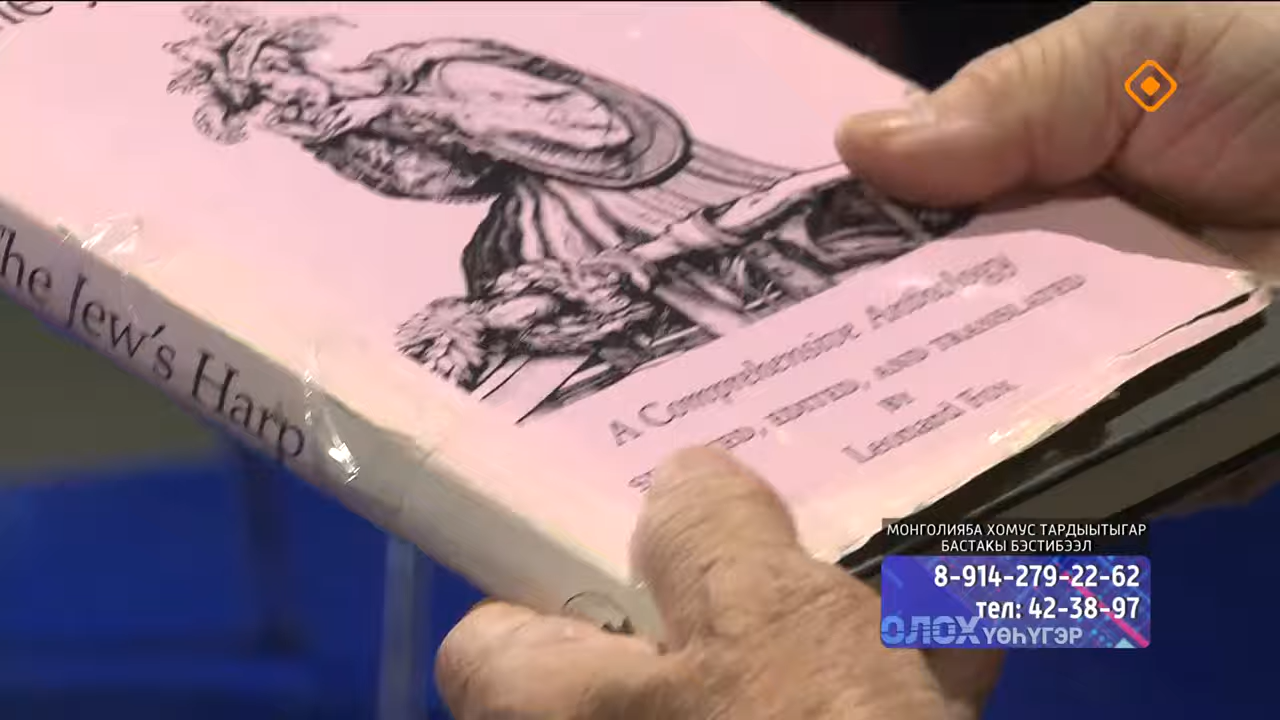 The Jew's Harp
A Comprehensive Anthology
EDITED, AND TRANSLATED
BY
Leonard Fox
МОНГОЛИЯҔА ХОМУС ТАРДЫЫТЫГАР
БАСТАКЫ БЭСТИБЭЭЛ
8-914-279-22-62
тел: 42-38-97
ОЛОХ ҮӨҺҮГЭР